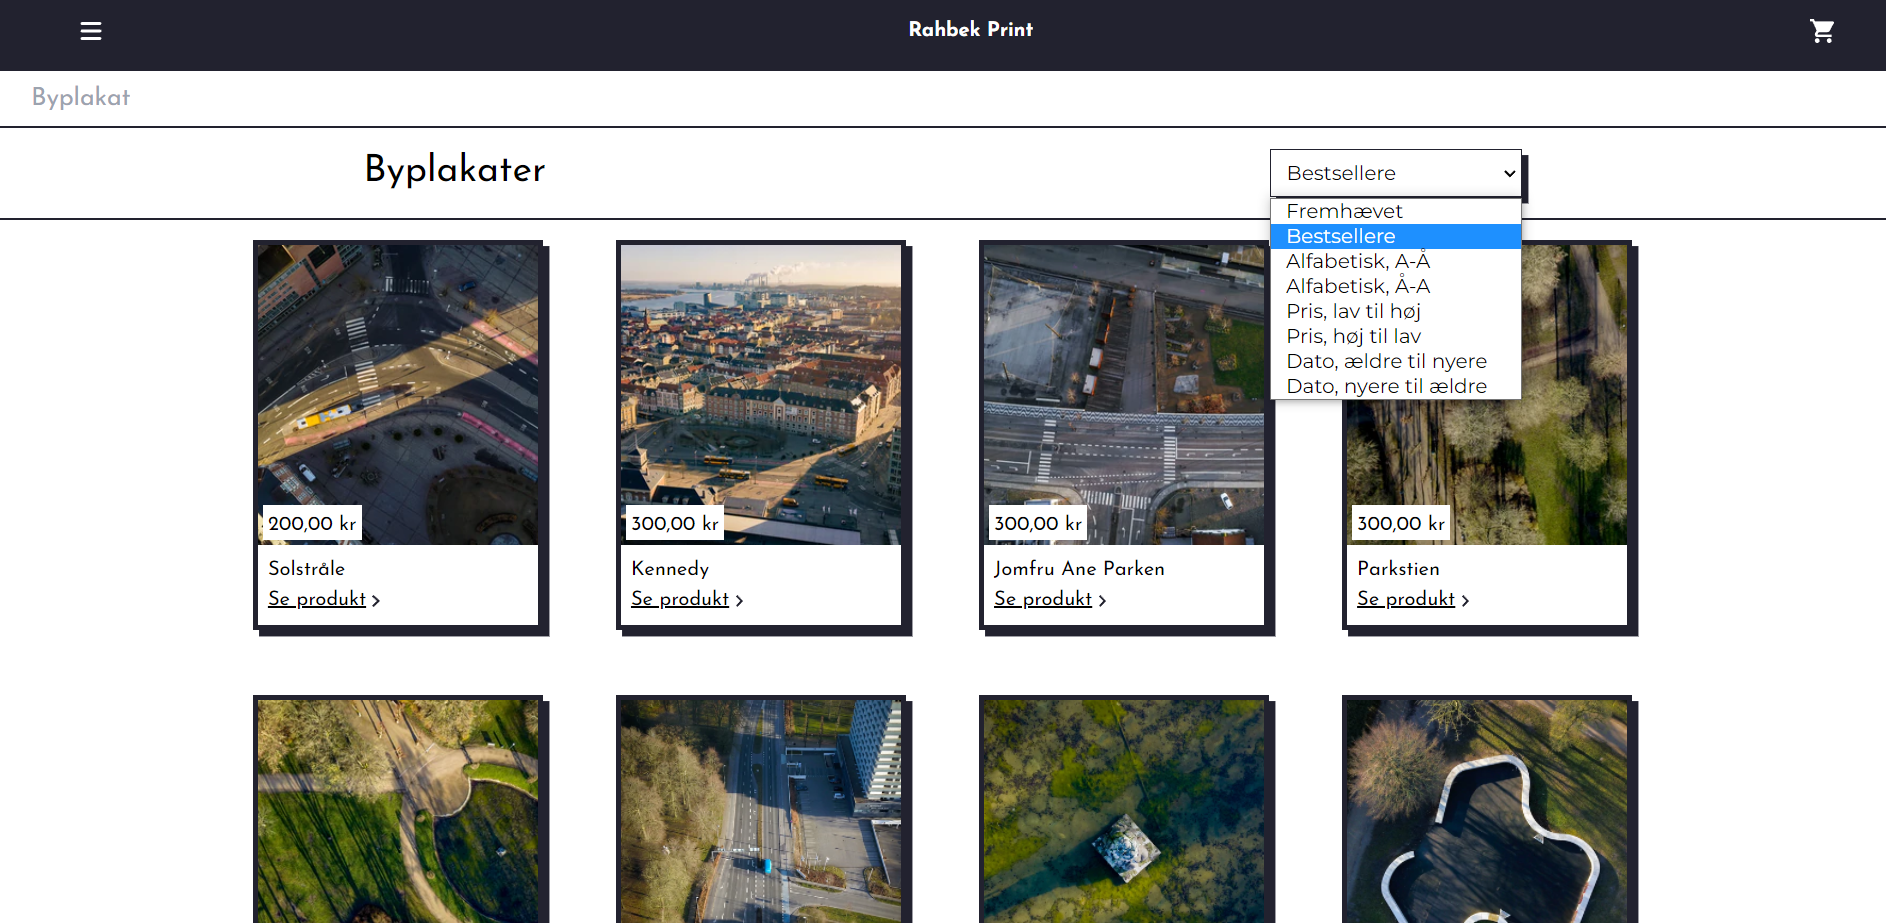 Rahbek Print
Byplakat
Byplakater
Bestsellere
Fremhævet
Bestsellere
Alfabetisk, A-Å
Alfabetisk, Å-A
Pris, lav til høj
Pris, høj til lav
Dato, ældre til nyere
Dato, nyere til ældre
200,00 kr
Solstråle
Se produkt
300,00 kr
Kennedy
Se produkt
300,00 kr
Jomfru Ane Parken
Se produkt
300,00 kr
Parkstien
Se produkt